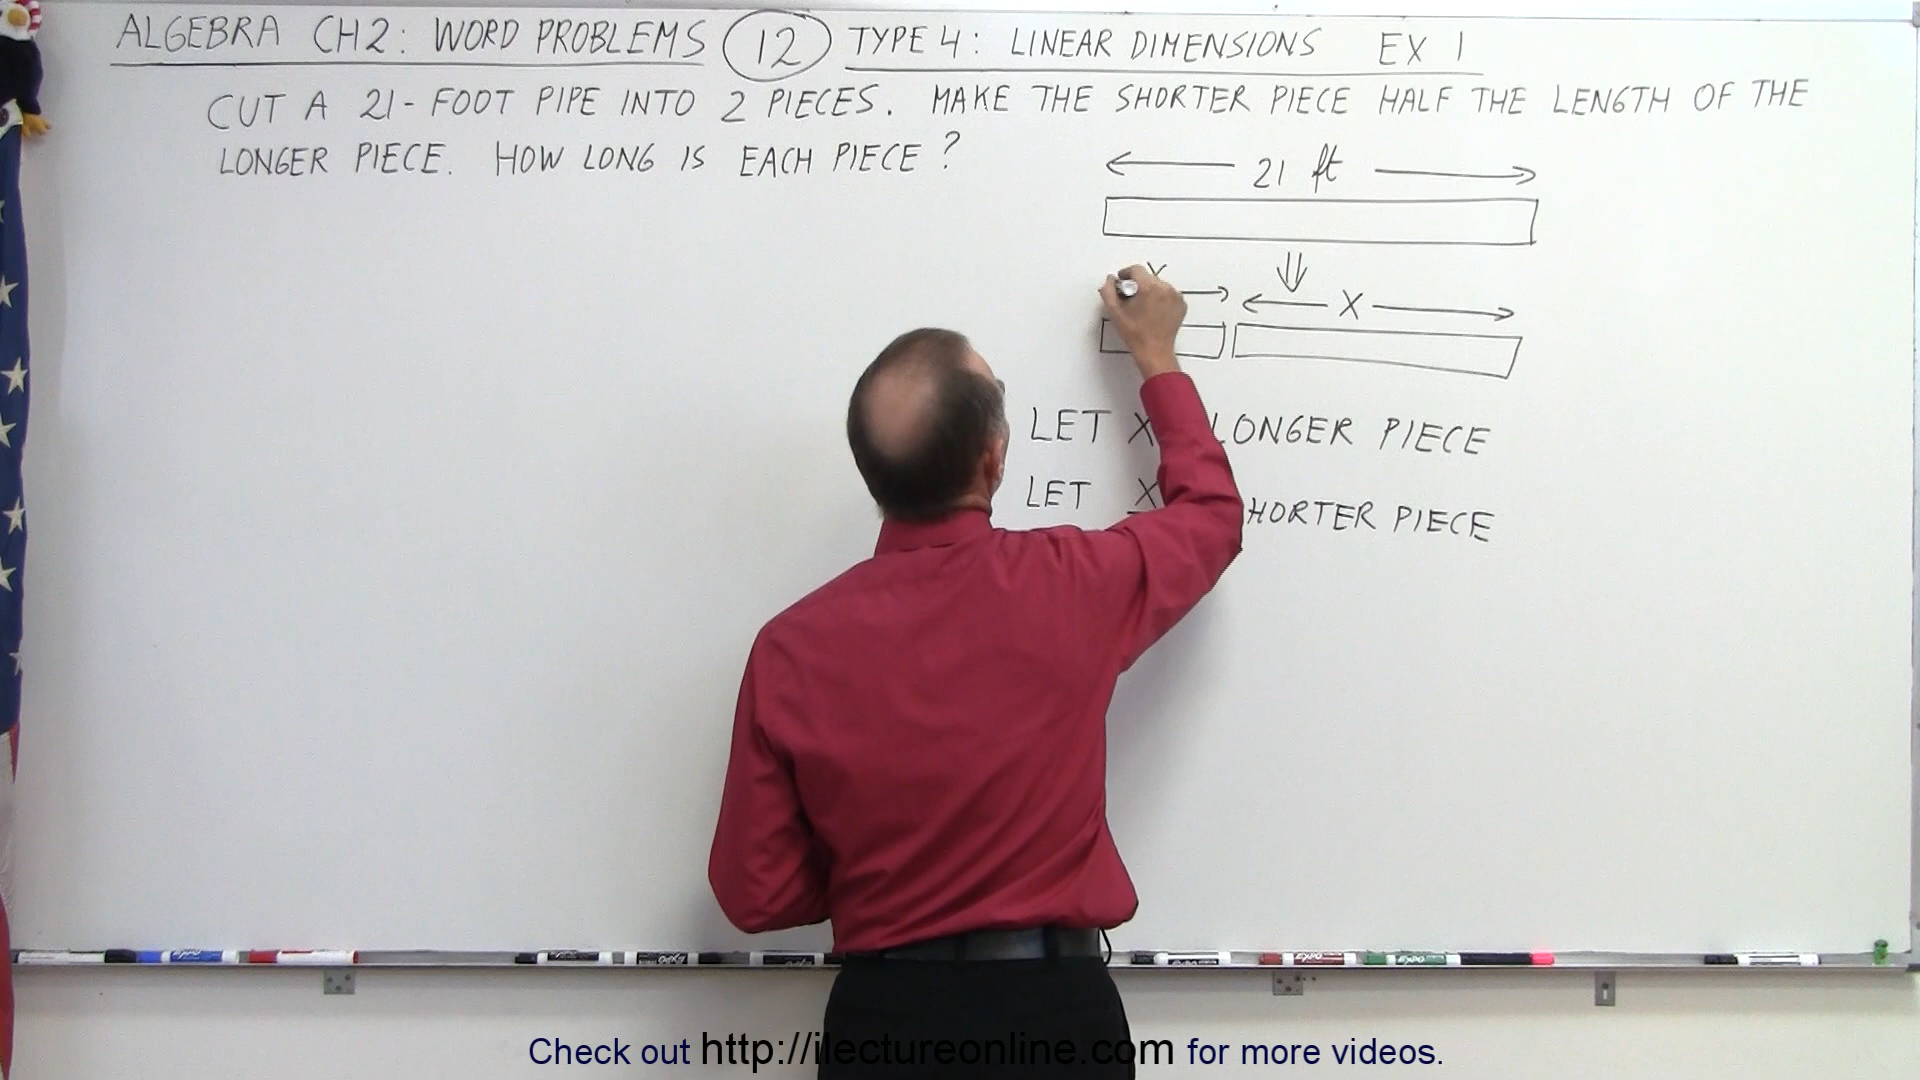 ALGEBRA CH2: WORD PROBLEMS 12 TYPE 4: LINEAR DIMENSIONS EX 1
CUT A 21-FOOT PIPE INTO 2 PIECES. MAKE THE SHORTER PIECE HALF THE LENGTH OF THE
LONGER PIECE. HOW LONG IS EACH PIECE?
21 ft
X
X
LET X LONGER PIECE
LET X HORTER PIECE
Check out http://ilectureonline.com for more videos.